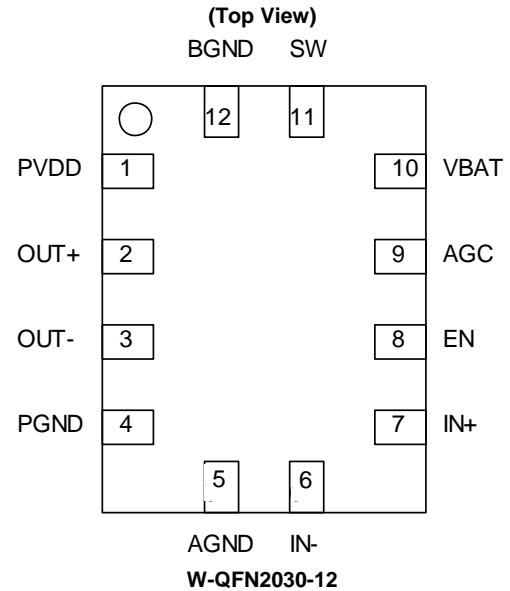 (Top View)
BGND SW
12 11
PVDD 1 10 VBAT
OUT+ 2 9 AGC
OUT- 3 8 EN
PGND 4 7 IN+
5 6
AGND IN-
W-QFN2030-12